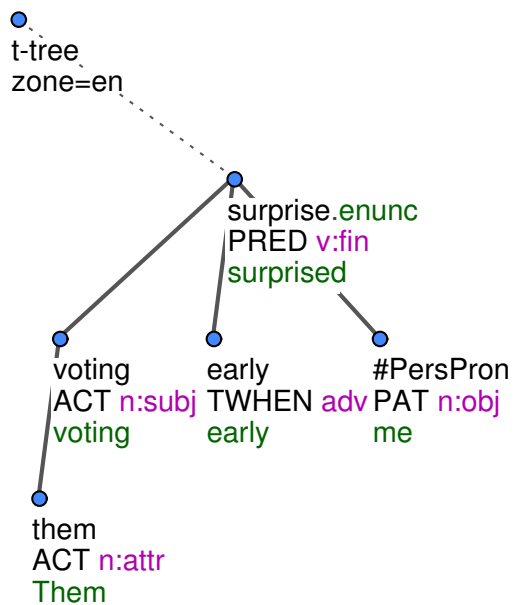 t-tree
zone=en
surprise.enunc
PRED v:fin
surprised
voting
ACT n:subj
voting
early
TWHEN adv
early
#PersPron
PAT n:obj
me
them
ACT n:attr
Them